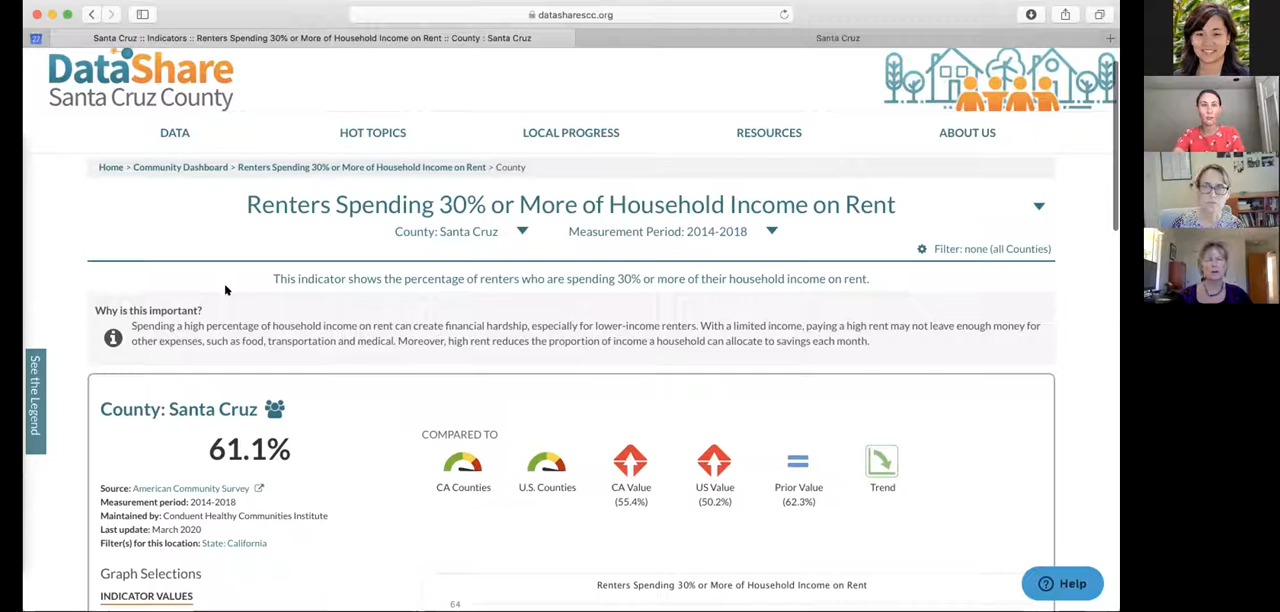 datasharescc.org
Santa Cruz :: Indicators :: Renters Spending 30% or More of Household Income on Rent :: County : Santa Cruz
Santa Cruz
DataShare
Santa Cruz County
DATA
HOT TOPICS
LOCAL PROGRESS
RESOURCES
ABOUT US
Home > Community Dashboard > Renters Spending 30% or More of Household Income on Rent > County
Renters Spending 30% or More of Household Income on Rent
County: Santa Cruz
Measurement Period: 2014-2018
Filter: none (all Counties)
This indicator shows the percentage of renters who are spending 30% or more of their household income on rent.
Why is this important?
Spending a high percentage of household income on rent can create financial hardship, especially for lower-income renters. With a limited income, paying a high rent may not leave enough money for
other expenses, such as food, transportation and medical. Moreover, high rent reduces the proportion of income a household can allocate to savings each month.
See the Legend
County: Santa Cruz
61.1%
Source: American Community Survey
Measurement period: 2014-2018
Maintained by: Conduent Healthy Communities Institute
Last update: March 2020
Filter(s) for this location: State: California
COMPARED TO
CA Counties
U.S. Counties
CA Value
(55.4%)
US Value
(50.2%)
Prior Value
(62.3%)
Trend
Graph Selections
INDICATOR VALUES
Renters Spending 30% or More of Household Income on Rent
64
Help